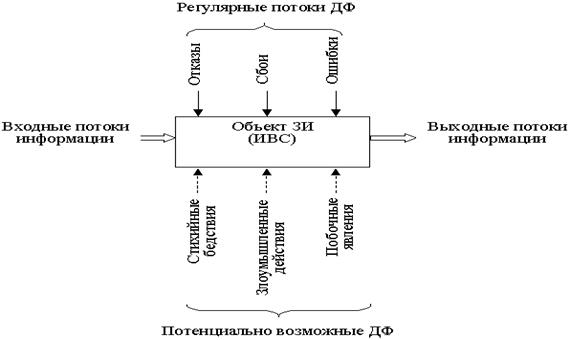 Регулярные потоки ДФ
Отказы
Сбои
Ошибки
Входные потоки
информации
Объект ЗИ
(ИВС)
Выходные потоки
информации
Стихийные
бедствия
Злоумышленные
действия
Побочные
явления
Потенциально возможные ДФ